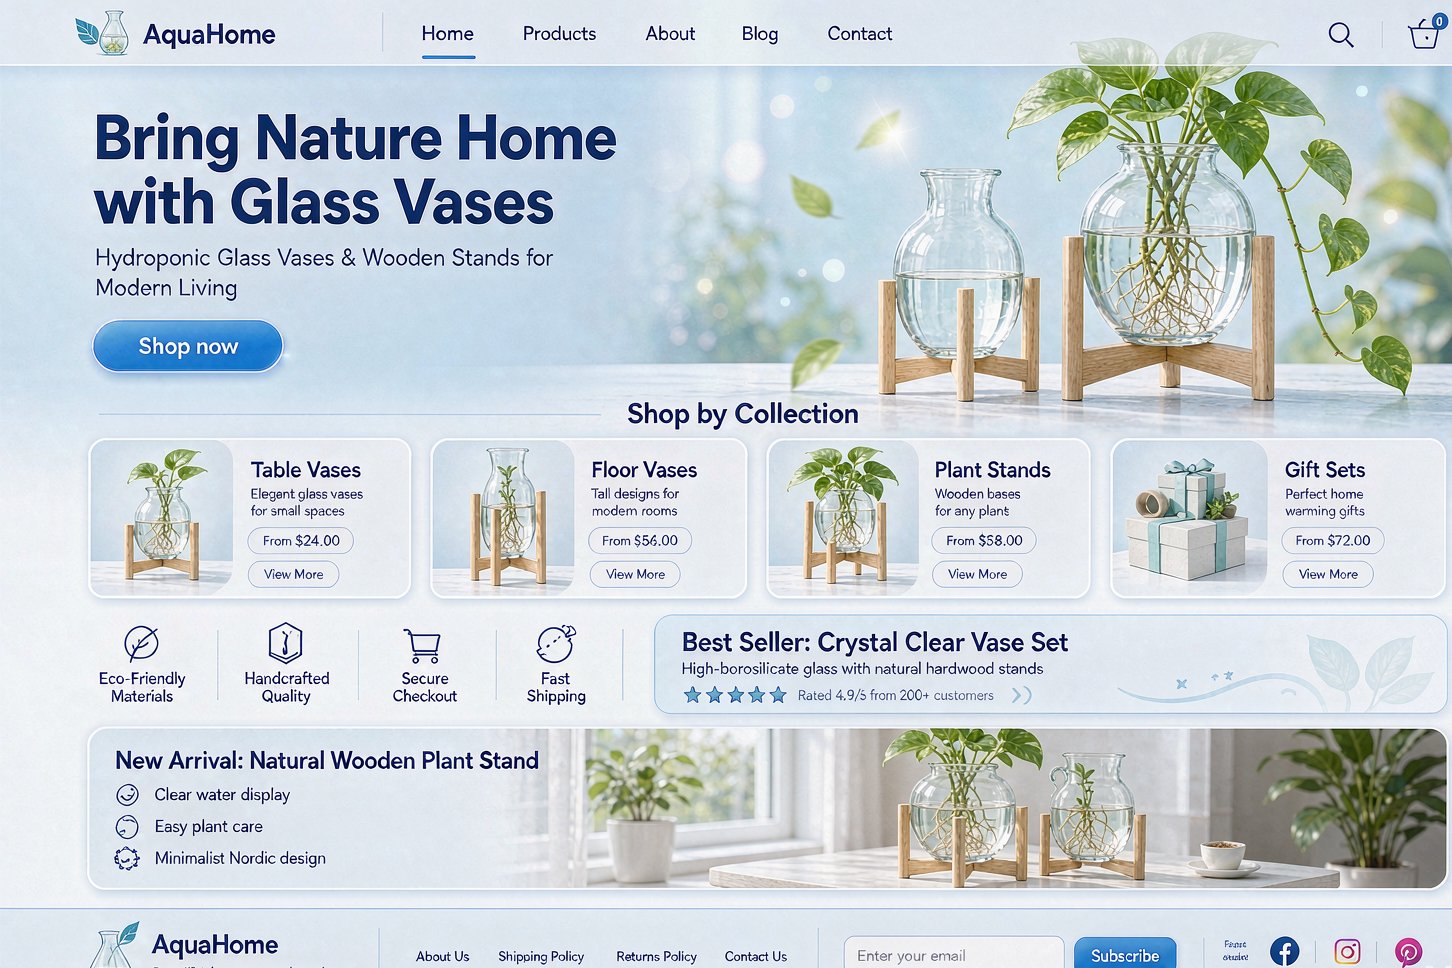 AquaHome
Home
Products
About
Blog
Contact
0
Bring Nature Home
with Glass Vases
Hydroponic Glass Vases & Wooden Stands for
Modern Living
Shop now
Shop by Collection
Table Vases
Elegant glass vases
for small spaces
From $24.00
View More
Floor Vases
Tall designs for
modern rooms
From $56.00
View More
Plant Stands
Wooden bases
for any plant
From $58.00
View More
Gift Sets
Perfect home
warming gifts
From $72.00
View More
Eco-Friendly
Materials
Handcrafted
Quality
Secure
Checkout
Fast
Shipping
Best Seller: Crystal Clear Vase Set
High-borosilicate glass with natural hardwood stands
Rated 4.9/5 from 200+ customers
New Arrival: Natural Wooden Plant Stand
Clear water display
Easy plant care
Minimalist Nordic design
AquaHome
About Us
Shipping Policy
Returns Policy
Contact Us
Enter your email
Subscribe